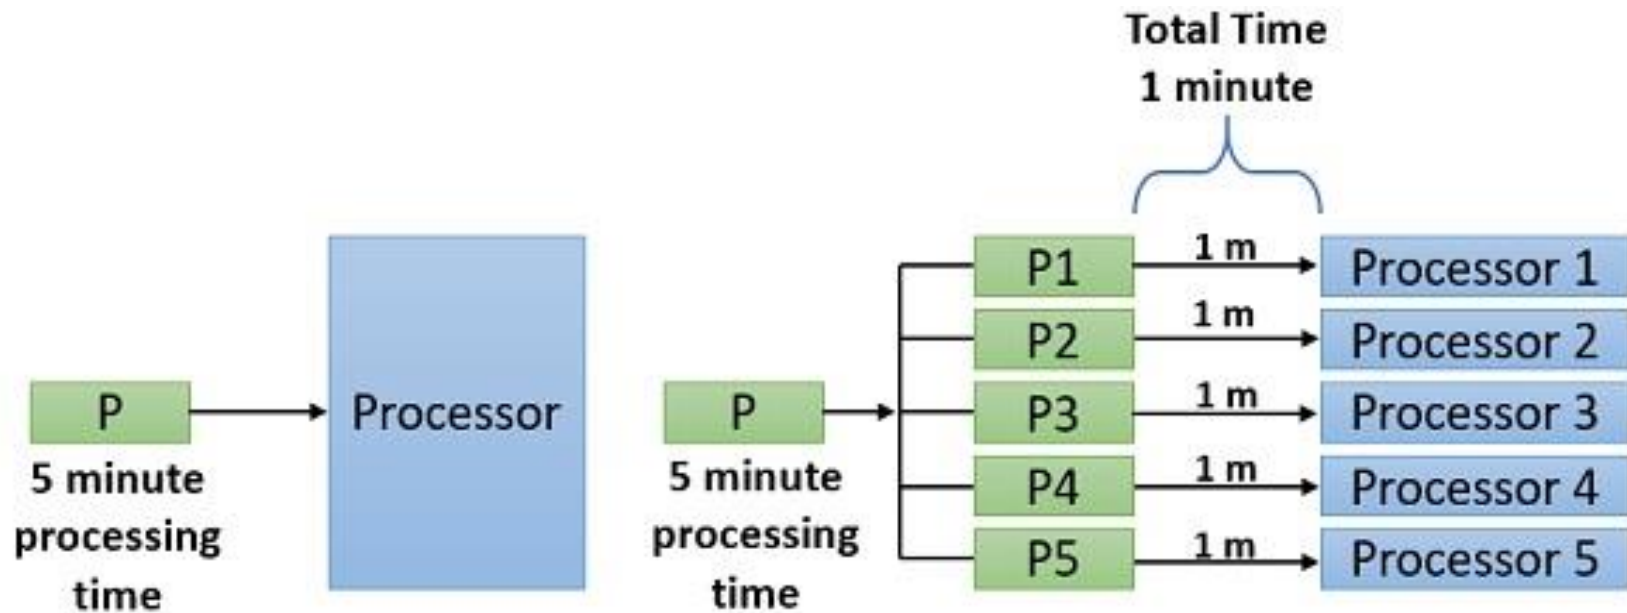 P
5 minute
processing
time
Processor
P
5 minute
processing
time
Total Time
1 minute
P1
1 m
Processor 1
P2
1 m
Processor 2
P3
1 m
Processor 3
P4
1 m
Processor 4
P5
1 m
Processor 5